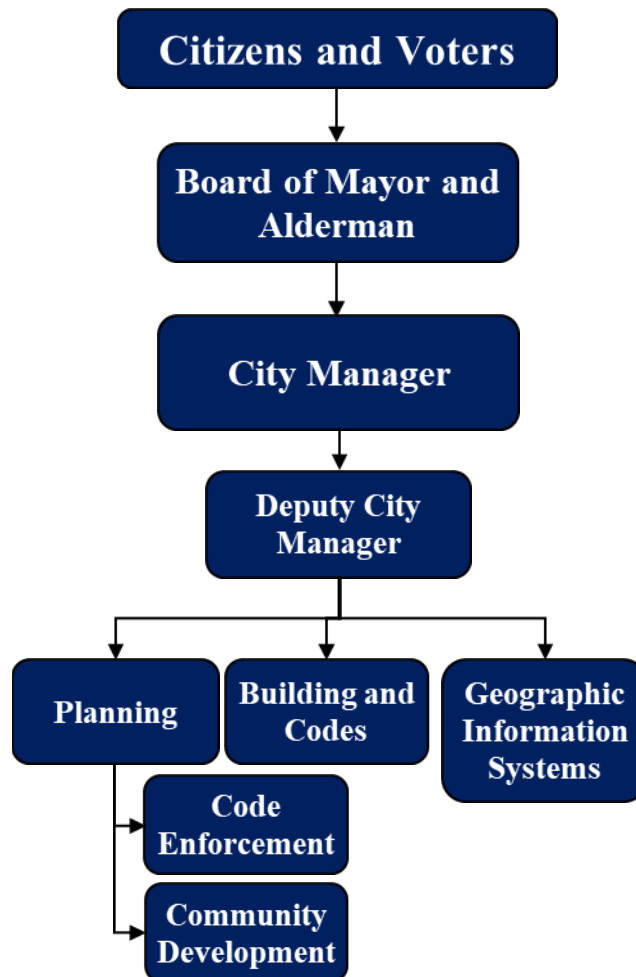 Citizens and Voters
Board of Mayor and
Alderman
City Manager
Deputy City
Manager
Planning
Building and
Codes
Geographic
Information
Systems
Code
Enforcement
Community
Development